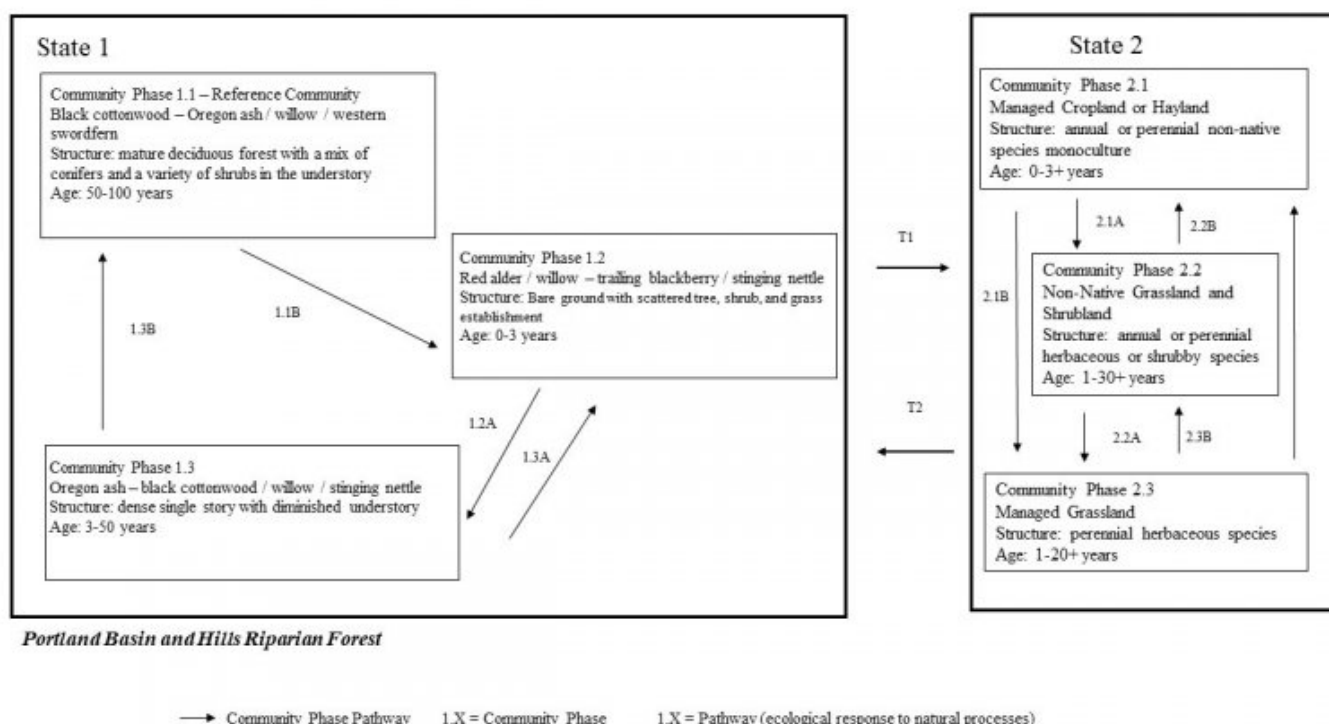 State 1
Community Phase 1.1 – Reference Community
Black cottonwood – Oregon ash / willow / western
swordfern
Structure: mature deciduous forest with a mix of
conifers and a variety of shrubs in the understory
Age: 50-100 years
1.3B
1.1B
Community Phase 1.2
Red alder / willow – trailing blackberry / stinging nettle
Structure: Bare ground with scattered tree, shrub, and grass
establishment
Age: 0-3 years
1.2A
1.3A
Community Phase 1.3
Oregon ash – black cottonwood / willow / stinging nettle
Structure: dense single story with diminished understory
Age: 3-50 years
T1
T2
State 2
Community Phase 2.1
Managed Cropland or Hayland
Structure: annual or perennial non-native
species monoculture
Age: 0-3+ years
2.1A
2.2B
2.1B
Community Phase 2.2
Non-Native Grassland and
Shrubland
Structure: annual or perennial
herbaceous or shrubby species
Age: 1-30+ years
2.2A
2.3B
Community Phase 2.3
Managed Grassland
Structure: perennial herbaceous species
Age: 1-20+ years
Portland Basin and Hills Riparian Forest
Community Phase Pathway 1.X = Community Phase 1.X = Pathway (ecological response to natural processes)